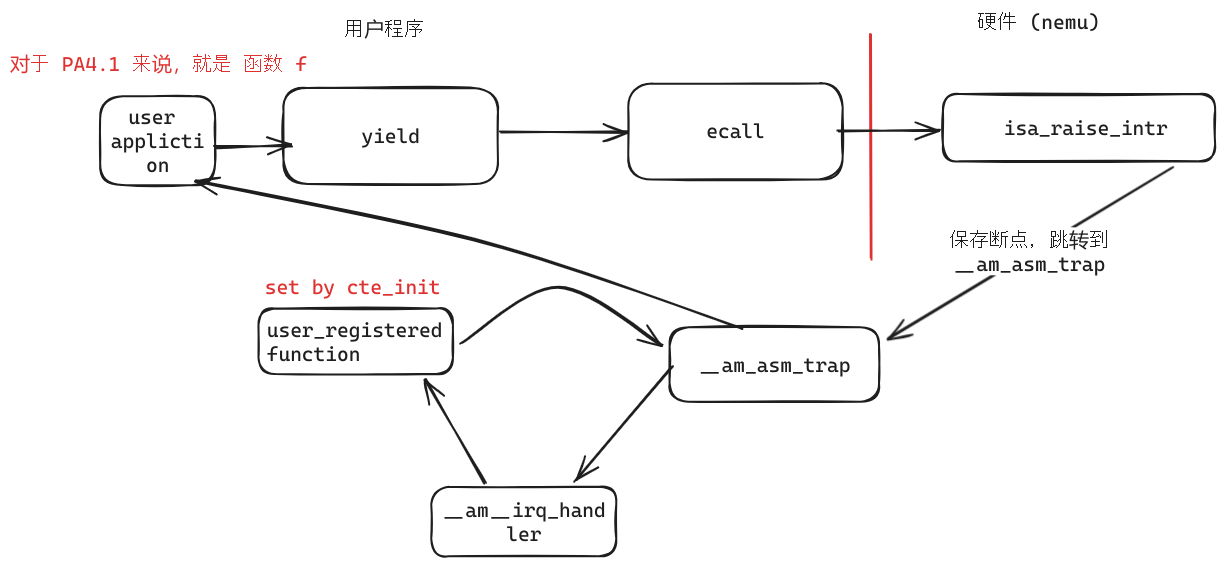 用户程序
硬件 (nemu)
对于 PA4.1 来说, 就是 函数 f
user
applicti
on
yield
ecall
isa_raise_intr
保存断点, 跳转到
__am_asm_trap
set by cte_init
user_registered
function
__am_asm_trap
__am__irq_hand
ler